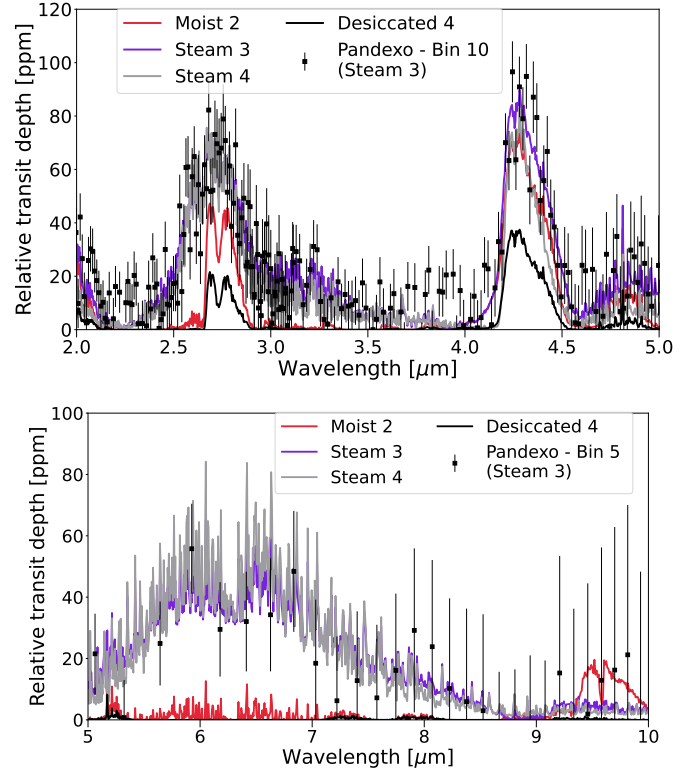 120
100
80
60
40
20
0
Relative transit depth [ppm]
Moist 2
Steam 3
Steam 4
Desiccated 4
Pandexo - Bin 10
(Steam 3)
2.0 2.5 3.0 3.5 4.0 4.5 5.0
Wavelength [μm]
100
80
60
40
20
0
Relative transit depth [ppm]
Moist 2
Steam 3
Steam 4
Desiccated 4
Pandexo - Bin 5
(Steam 3)
5 6 7 8 9 10
Wavelength [μm]